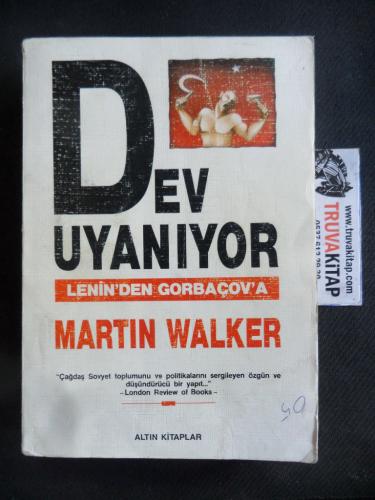 DEV
UYANIYOR
LENİN'DEN GORBAÇOV'A
MARTIN WALKER
"Çağdaş Sovyet toplumunu ve politikalarını sergileyen özgün ve
düşündürücü bir yapıt..."
–London Review of Books–
ALTIN KİTAPLAR
www.truvakitap.com
TRUVAKİTAP